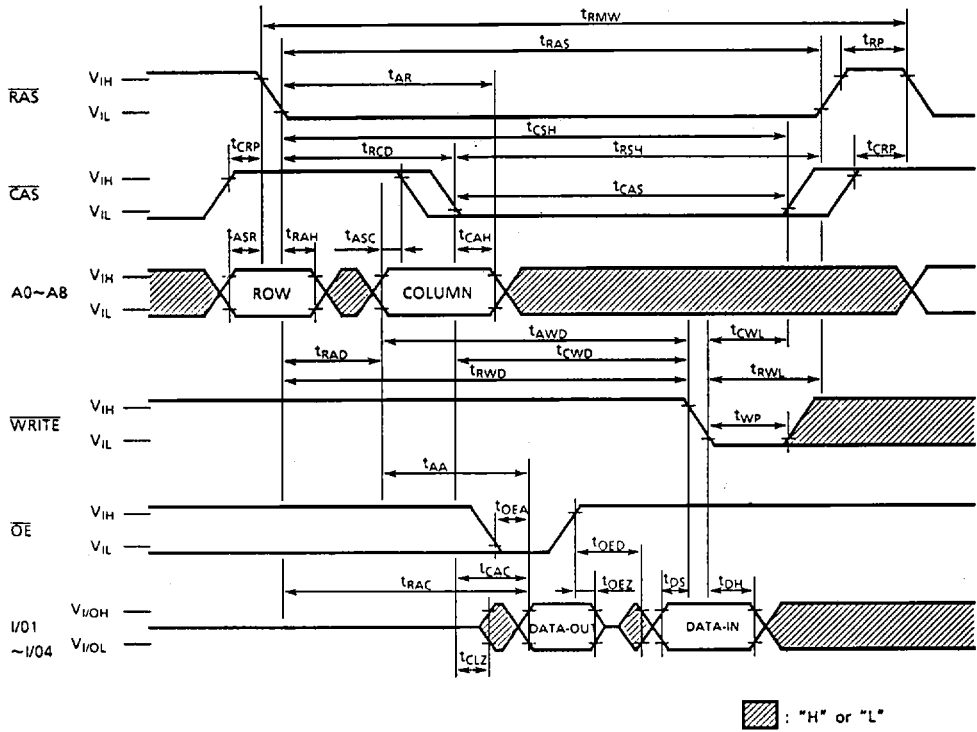 tRMW
tRAS
tRP
tAR
RAS
VIH
VIL
tCSH
tCRP
tRCD
tRSH
tCRP
CAS
VIH
VIL
tCAS
tASR
tRAH
tASC
tCAH
A0~A8
VIH
VIL
ROW
COLUMN
tAWD
tCWL
tRAD
tCWD
tRWD
tRWL
WRITE
VIH
VIL
tWP
tAA
OE
VIH
VIL
tOEA
tOED
tCAC
tRAC
tOEZ
tDS
tDH
I/01
~I/04
VI/OH
VI/OL
DATA-OUT
DATA-IN
tCLZ
: "H" or "L"